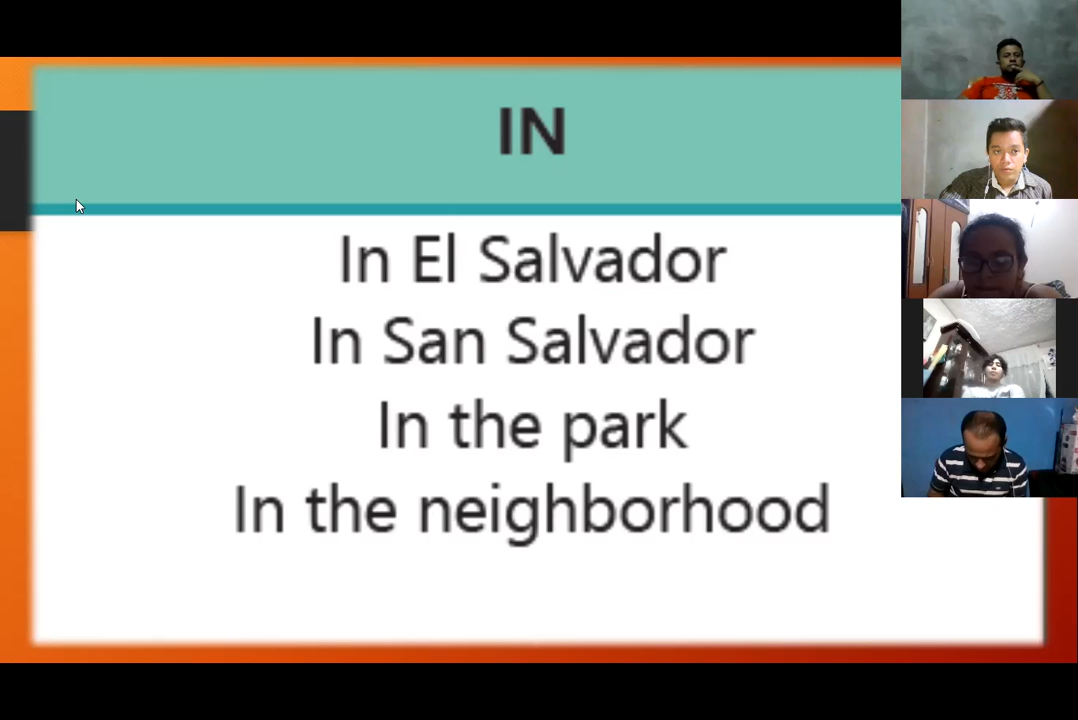 IN
In El Salvador
In San Salvador
In the park
In the neighborhood